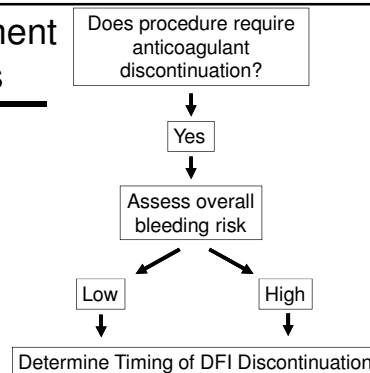 Does procedure require
anticoagulant
discontinuation?
Yes
Assess overall
bleeding risk
Low High
Determine Timing of DFI Discontinuation